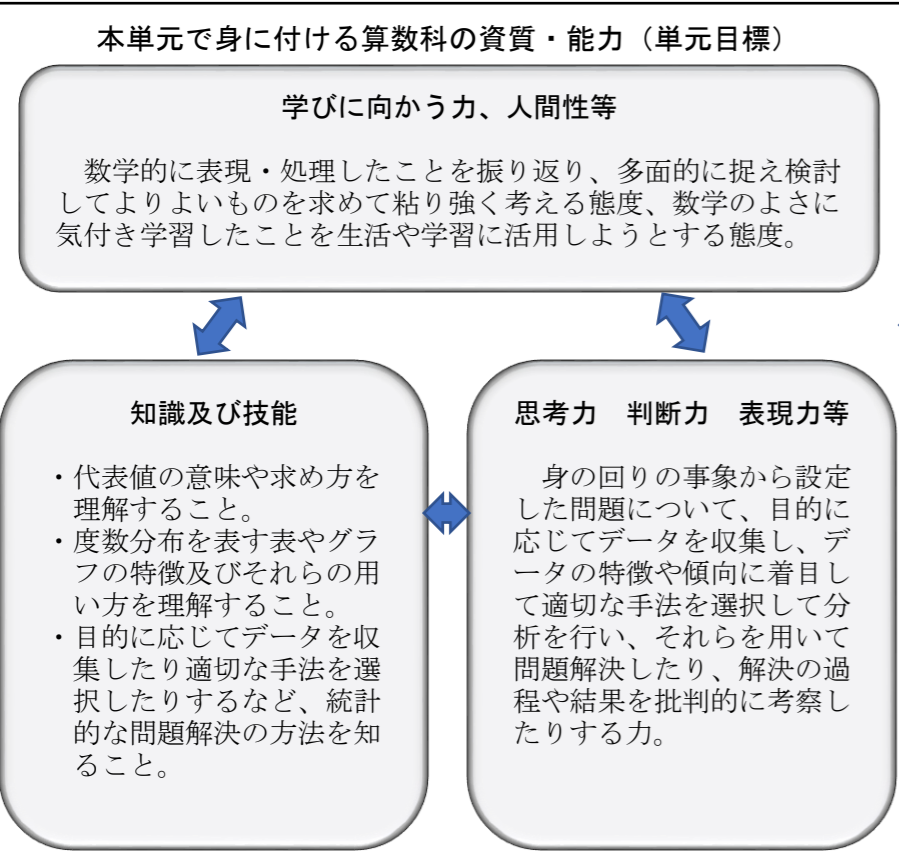 本単元で身に付ける算数科の資質・能力（単元目標）
学びに向かう力、人間性等
数学的に表現・処理したことを振り返り、多面的に捉え検討
してよりよいものを求めて粘り強く考える態度、数学のよさに
気付き学習したことを生活や学習に活用しようとする態度。
知識及び技能
・代表値の意味や求め方を
理解すること。
・度数分布を表す表やグラ
フの特徴及びそれらの用
い方を理解すること。
・目的に応じてデータを収
集したり適切な手法を選
択したりするなど、統計
的な問題解決の方法を知
ること。
思考力　判断力　表現力等
身の回りの事象から設定
した問題について、目的に
応じてデータを収集し、デ
ータの特徴や傾向に着目し
て適切な手法を選択して分
析を行い、それらを用いて
問題解決したり、解決の過
程や結果を批判的に考察し
たりする力。